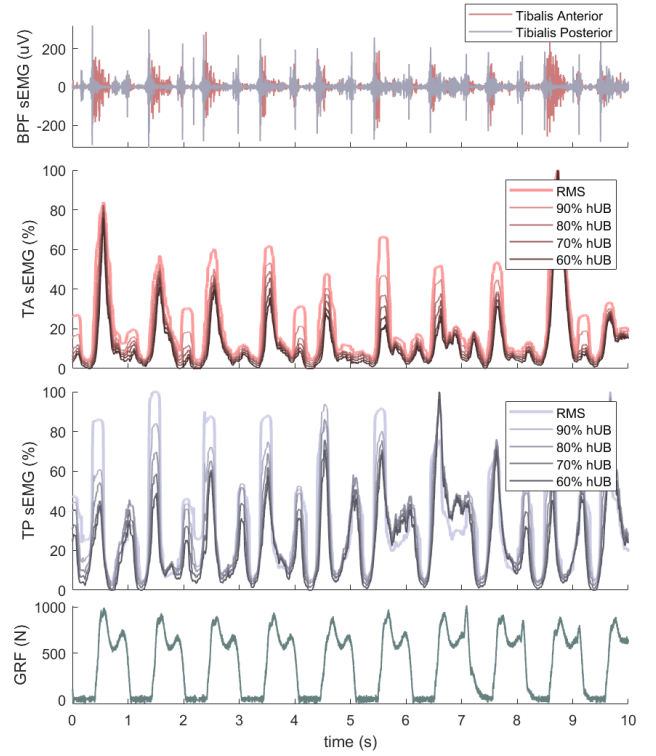 Tibalis Anterior
Tibialis Posterior
BPF sEMG (uV)
200
0
-200
TA sEMG (%)
100
80
60
40
20
0
RMS
90% hUB
80% hUB
70% hUB
60% hUB
TP sEMG (%)
100
80
60
40
20
0
RMS
90% hUB
80% hUB
70% hUB
60% hUB
GRF (N)
1000
500
0
0 1 2 3 4 5 6 7 8 9 10
time (s)